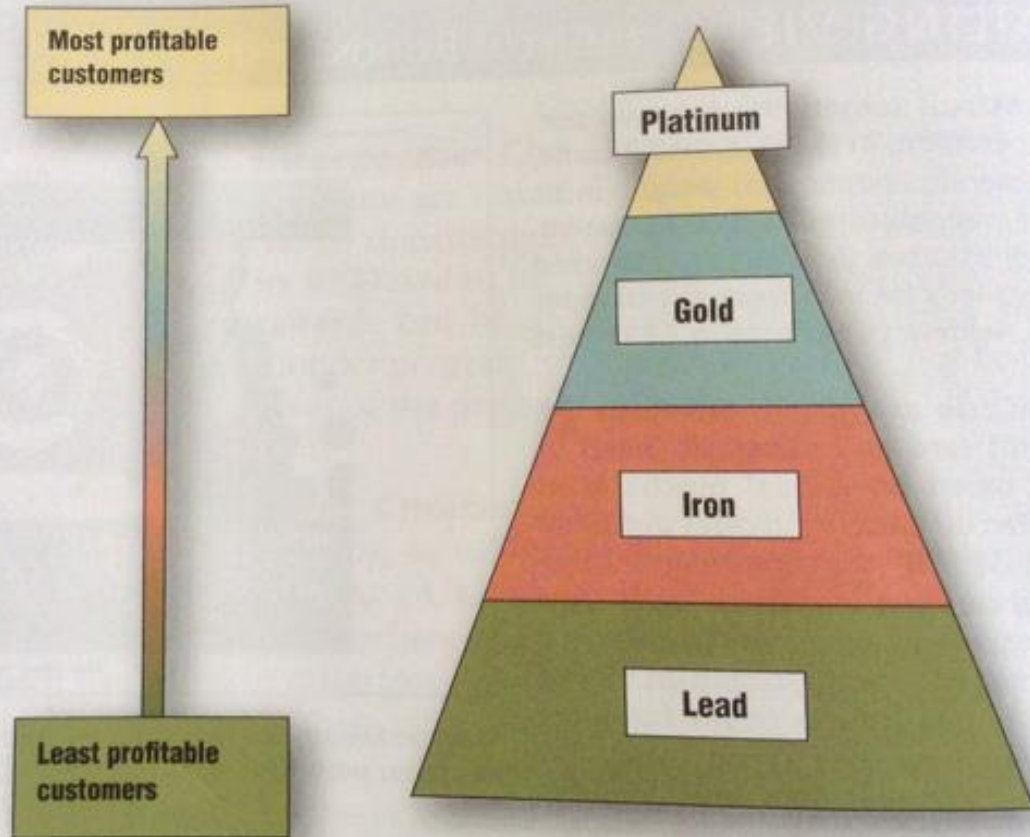 Most profitable
customers
Platinum
Gold
Iron
Lead
Least profitable
customers